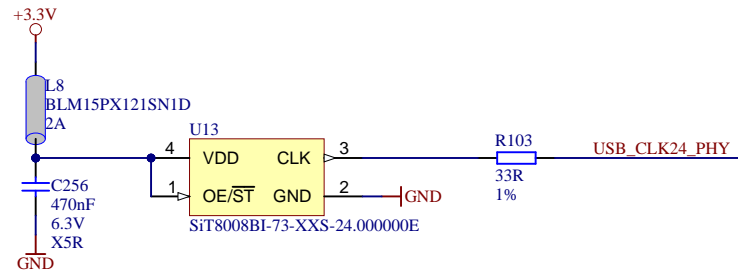 +3.3V
L8
BLM15PX121SN1D
2A
U13
4
VDD
CLK
3
R103
33R
1%
USB_CLK24_PHY
1
OE/ST
GND
2
GND
SiT8008BI-73-XXS-24.000000E
C256
470nF
6.3V
X5R
GND